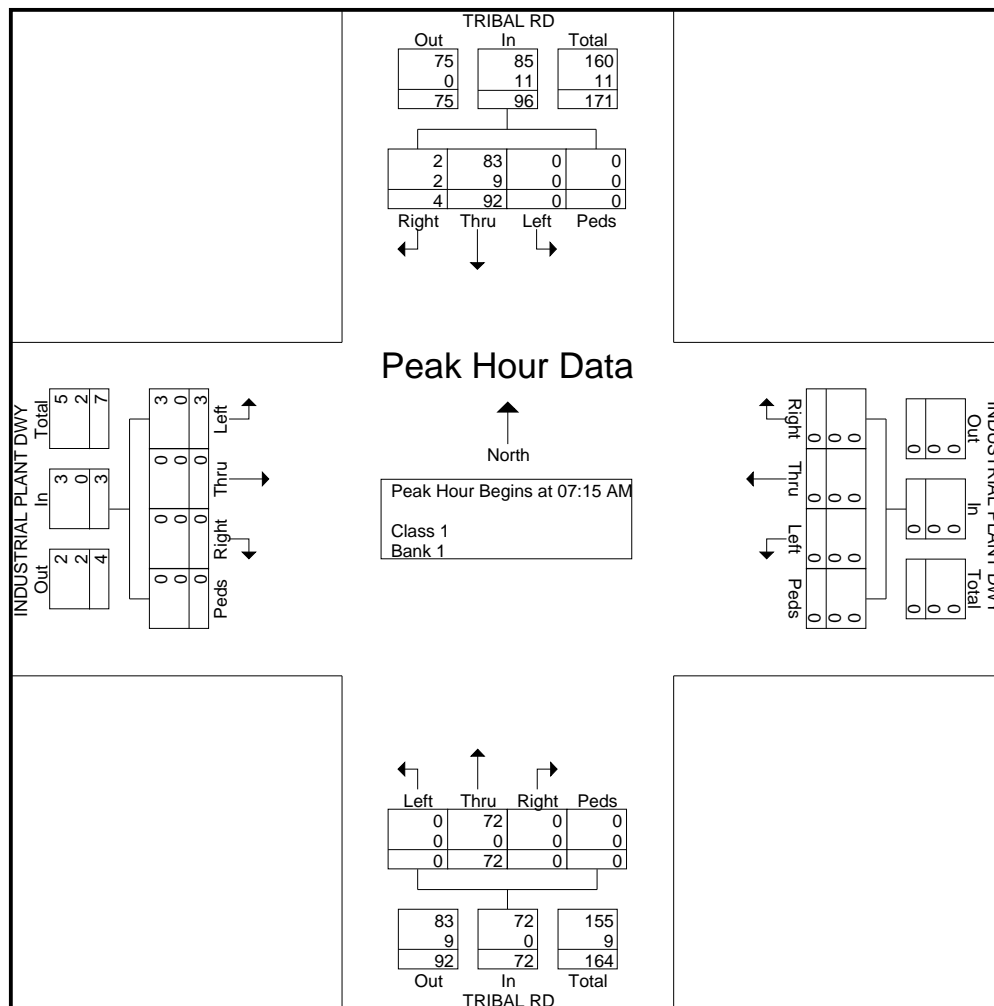 TRIBAL RD
Out In Total
75 85 160
0 11 11
75 96 171
2 83 0 0
2 9 0 0
4 92 0 0
Right Thru Left Peds
Peak Hour Data
North
Peak Hour Begins at 07:15 AM
Class 1
Bank 1
INDUSTRIAL PLANT DWY
Out In Total
2 3 5
2 0 2
4 3 7
Peds Right Thru Left
0 0 0 3
0 0 0 0
0 0 0 3
INDUSTRIAL PLANT DWY
Out In Total
0 0 0
0 0 0
0 0 0
Right Thru Left Peds
0 0 0 0
0 0 0 0
0 0 0 0
Left Thru Right Peds
0 72 0 0
0 0 0 0
0 72 0 0
83 72 155
9 0 9
92 72 164
Out In Total
TRIBAL RD